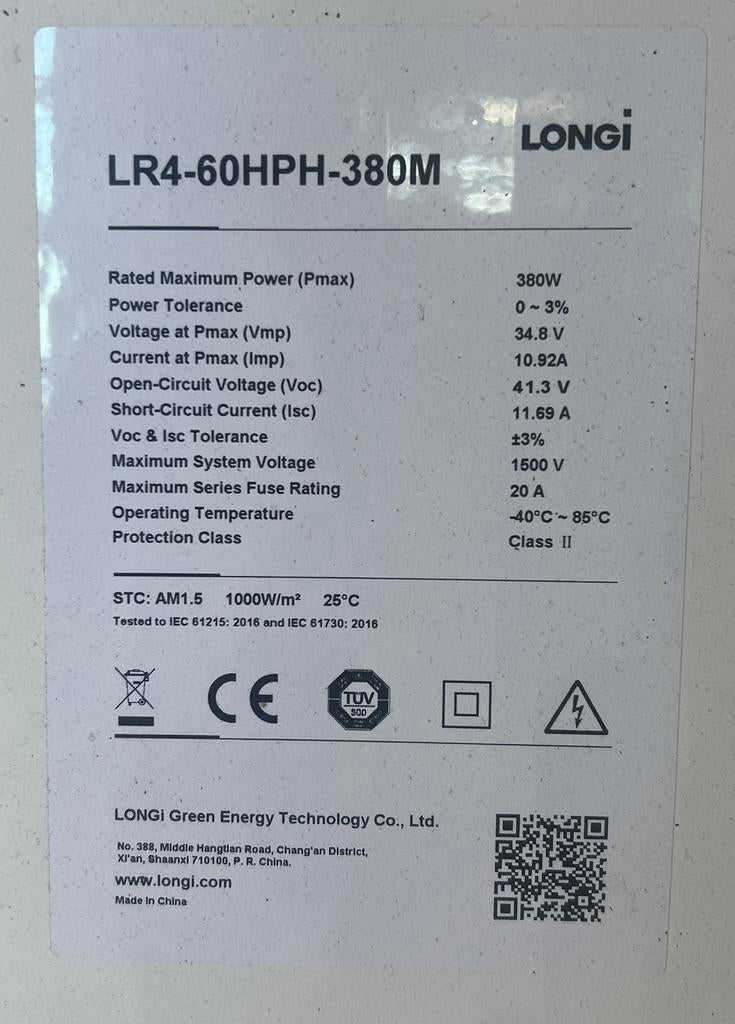 LONGi
LR4-60HPH-380M
Rated Maximum Power (Pmax) 380W
Power Tolerance 0 ~ 3%
Voltage at Pmax (Vmp) 34.8 V
Current at Pmax (Imp) 10.92A
Open-Circuit Voltage (Voc) 41.3 V
Short-Circuit Current (Isc) 11.69 A
Voc & Isc Tolerance ±3%
Maximum System Voltage 1500 V
Maximum Series Fuse Rating 20 A
Operating Temperature -40°C ~ 85°C
Protection Class Class II
STC: AM1.5 1000W/m² 25°C
Tested to IEC 61215: 2016 and IEC 61730: 2016
CE
TÜV
SÜD
LONGi Green Energy Technology Co., Ltd.
No. 388, Middle Hangtian Road, Chang'an District,
Xi'an, Shaanxi 710100, P. R. China.
www.longi.com
Made in China